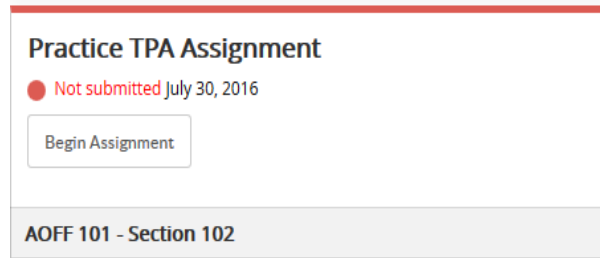 Practice TPA Assignment
Not submitted July 30, 2016
Begin Assignment
AOFF 101 - Section 102